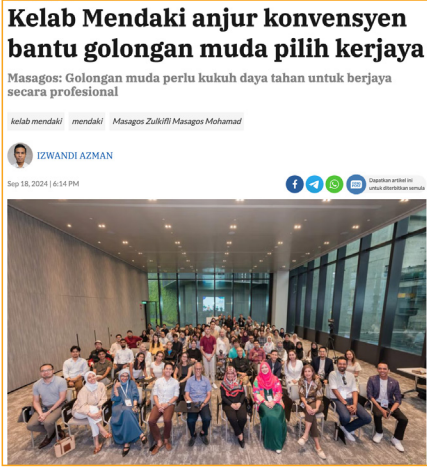 Kelab Mendaki anjur konvensyen
bantu golongan muda pilih kerjaya
Masagos: Golongan muda perlu kukuh daya tahan untuk berjaya
secara profesional
kelab mendaki mendaki Masagos Zulkifli Masagos Mohamad
IZWANDI AZMAN
Sep 18, 2024 | 6:14 PM
Dapatkan artikel ini
untuk diterbitkan semula